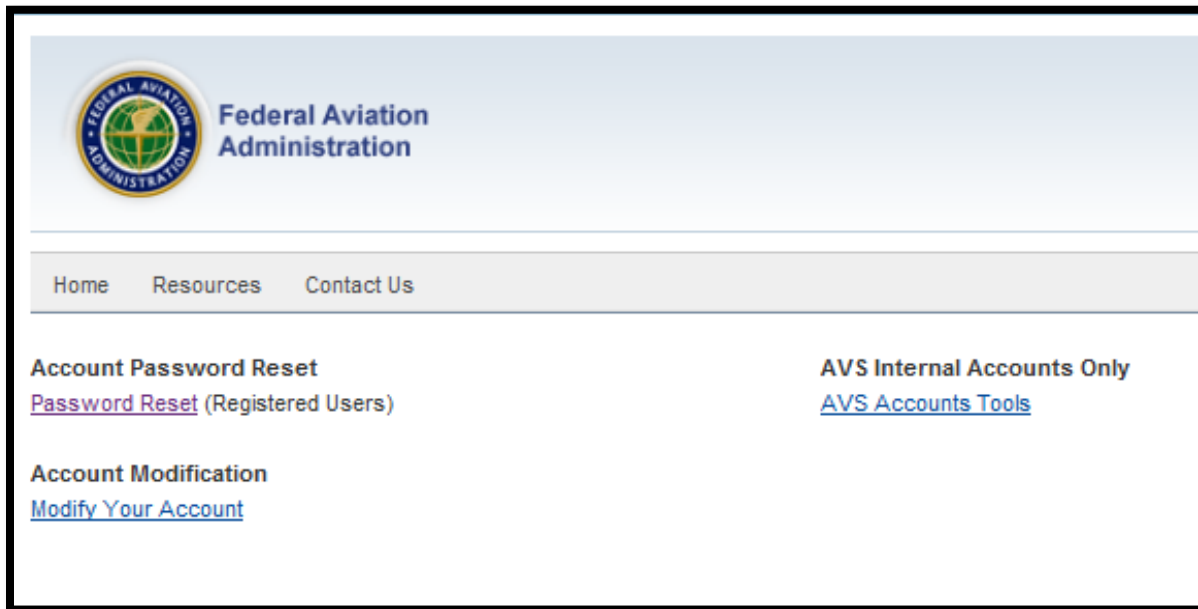 FEDERAL AVIATION ADMINISTRATION
Federal Aviation
Administration
Home Resources Contact Us
Account Password Reset
Password Reset (Registered Users)
AVS Internal Accounts Only
AVS Accounts Tools
Account Modification
Modify Your Account